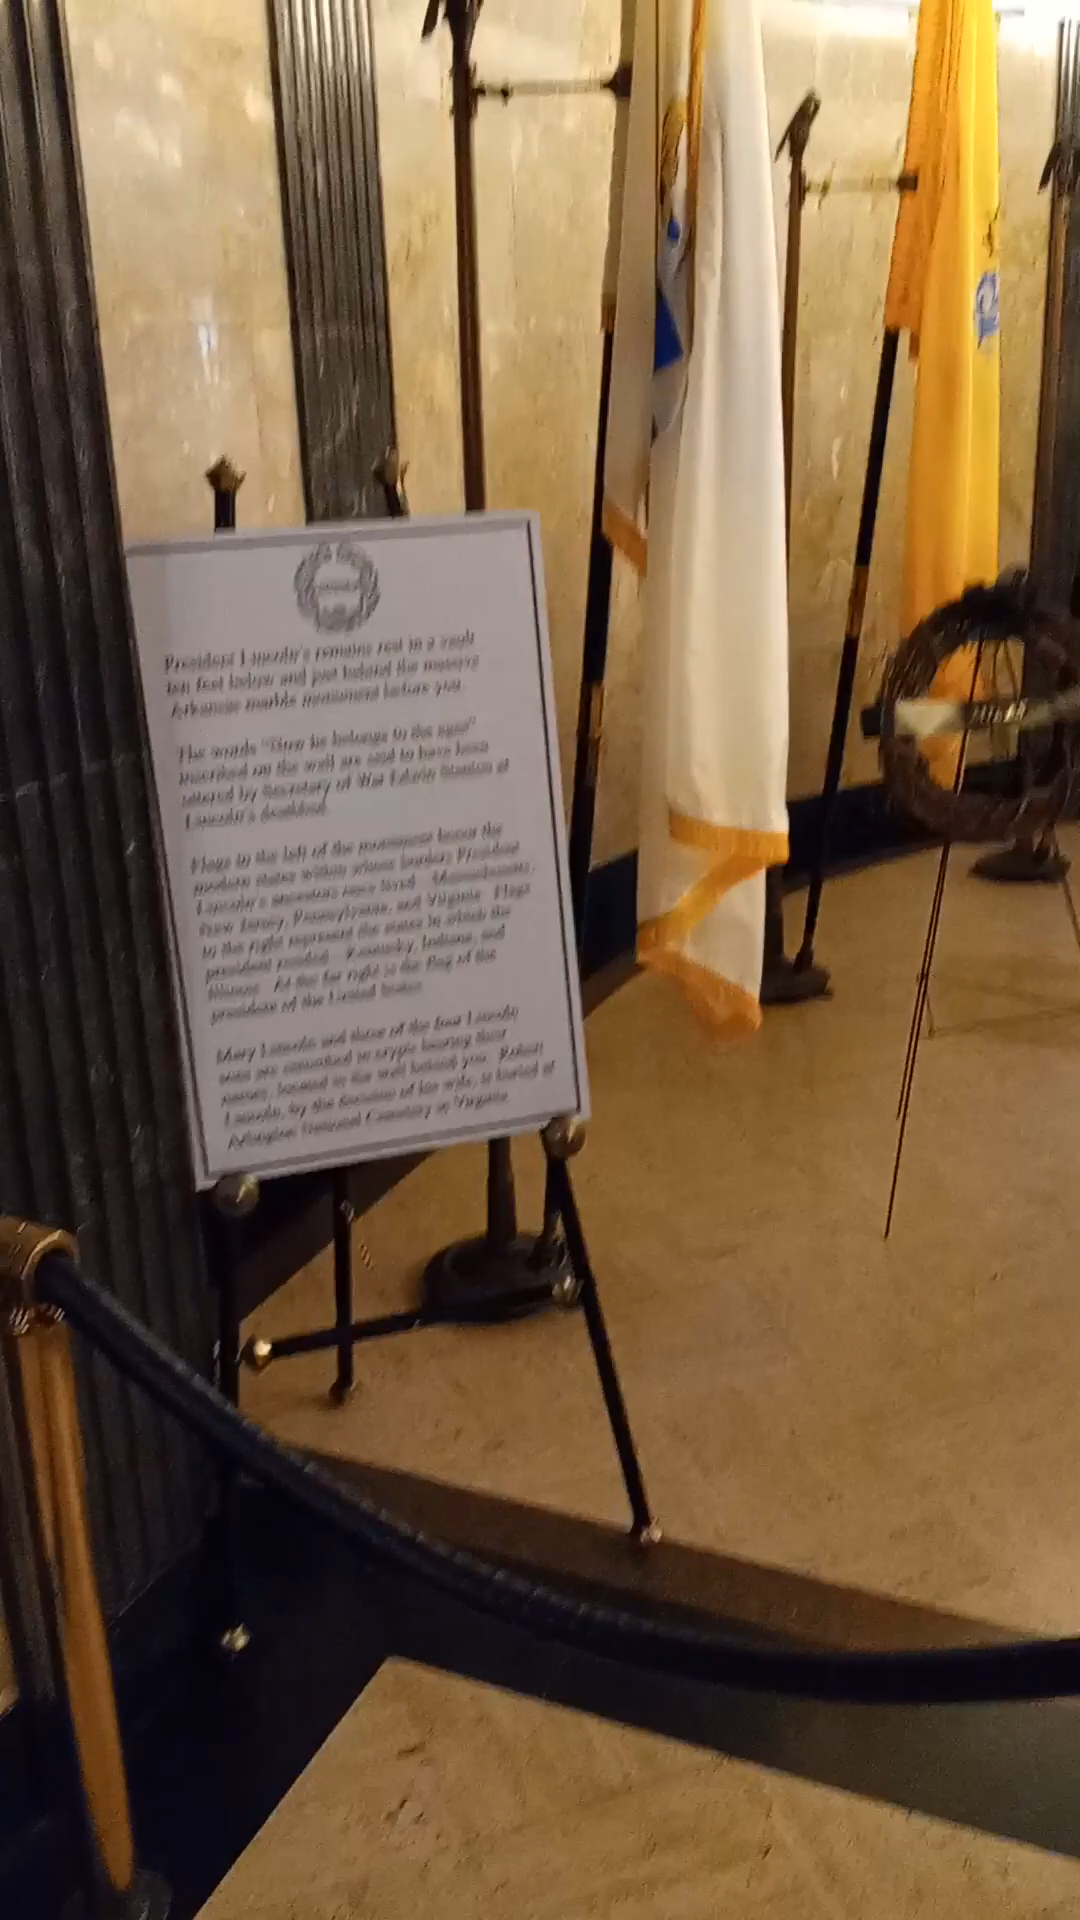 President Lincoln's remains rest in a vault
ten feet below and just behind the massive
Arkansas marble monument before you.
The words "Now he belongs to the ages"
inscribed on the wall are said to have been
uttered by Secretary of War Edwin Stanton at
Lincoln's deathbed.
Flags to the left of the monument honor the
modern states within whose borders President
Lincoln's ancestors once lived Massachusetts,
New Jersey, Pennsylvania, and Virginia Flags
to the right represent the states in which the
president resided Kentucky, Indiana, and
Illinois At the far right is the flag of the
president of the United States
Mary Lincoln and three of the four Lincoln
sons are entombed in crypts bearing their
names, located in the wall behind you Robert
Lincoln, by the decision of his wife, is buried at
Arlington National Cemetery in Virginia